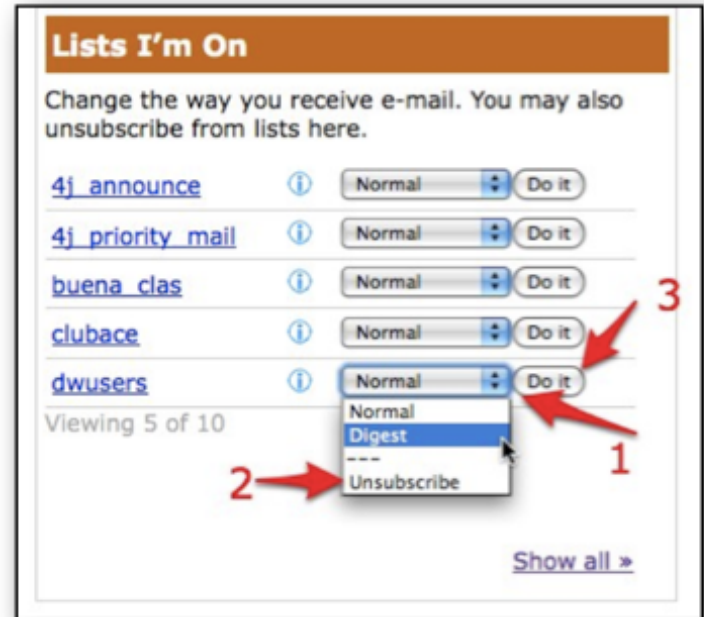 Lists I'm On
Change the way you receive e-mail. You may also
unsubscribe from lists here.
4j_announce Normal Do it
4j_priority_mail Normal Do it
buena_clas Normal Do it
clubace Normal Do it
dwusers Normal Do it
3
Viewing 5 of 10
Normal
Digest
---
1
2 Unsubscribe
Show all »